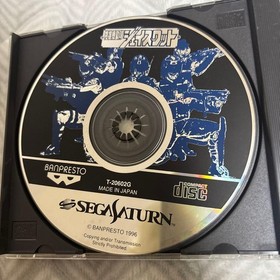 ジェイスワット
BANPRESTO
T-20602G
MADE IN JAPAN
COMPACT
disc
SEGA SATURN™
© BANPRESTO 1996
Copying and/or Transmission
Strictly Prohibited.